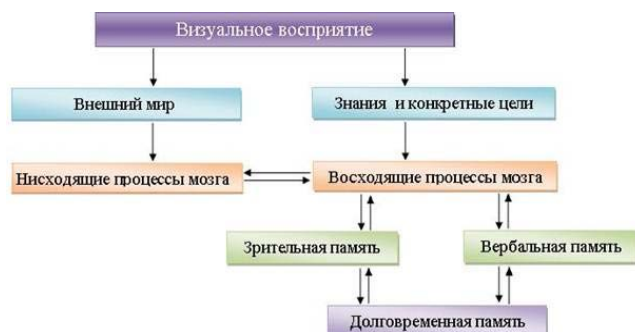 Визуальное восприятие
Внешний мир
Знания и конкретные цели
Нисходящие процессы мозга
Восходящие процессы мозга
Зрительная память
Вербальная память
Долговременная память